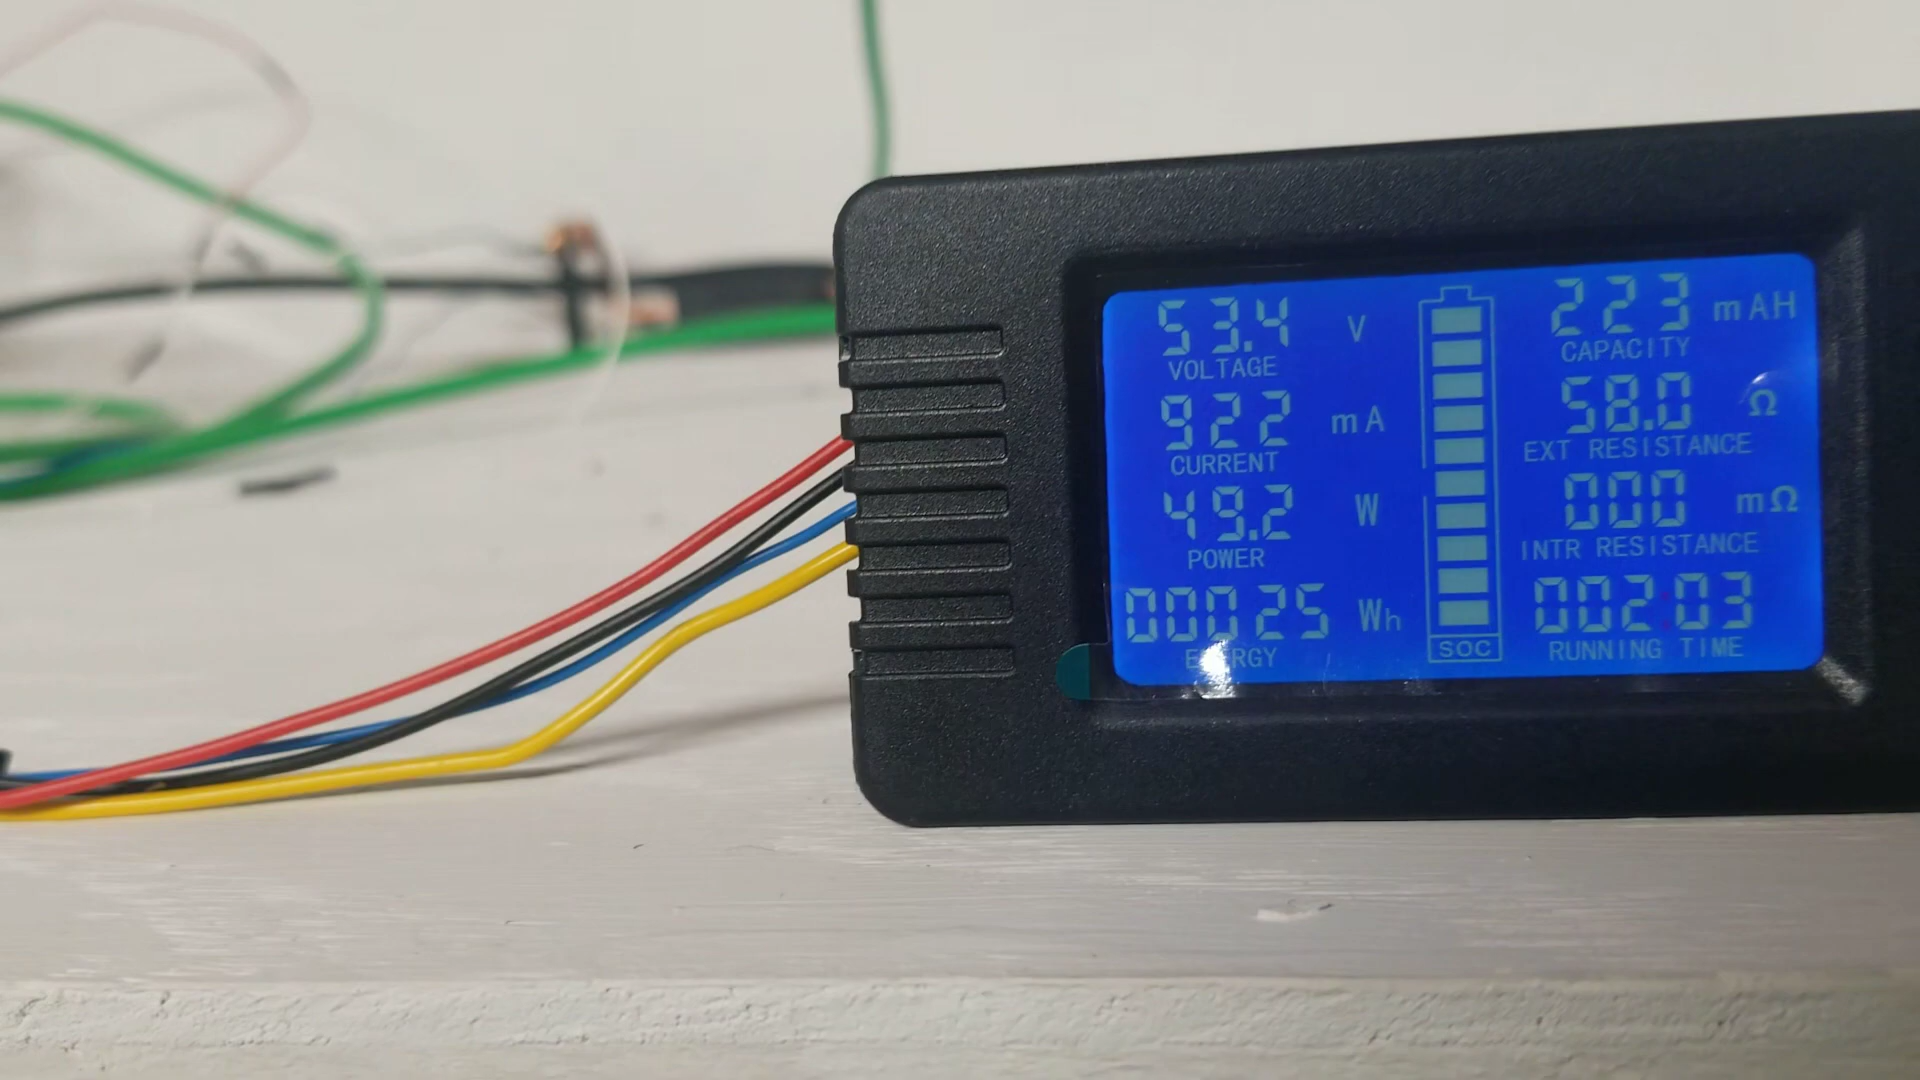 53.4 V
VOLTAGE
922 mA
CURRENT
49.2 W
POWER
00025 Wh
ENERGY
SOC
223 mAH
CAPACITY
58.0 Ω
EXT RESISTANCE
000 mΩ
INTR RESISTANCE
002:03
RUNNING TIME